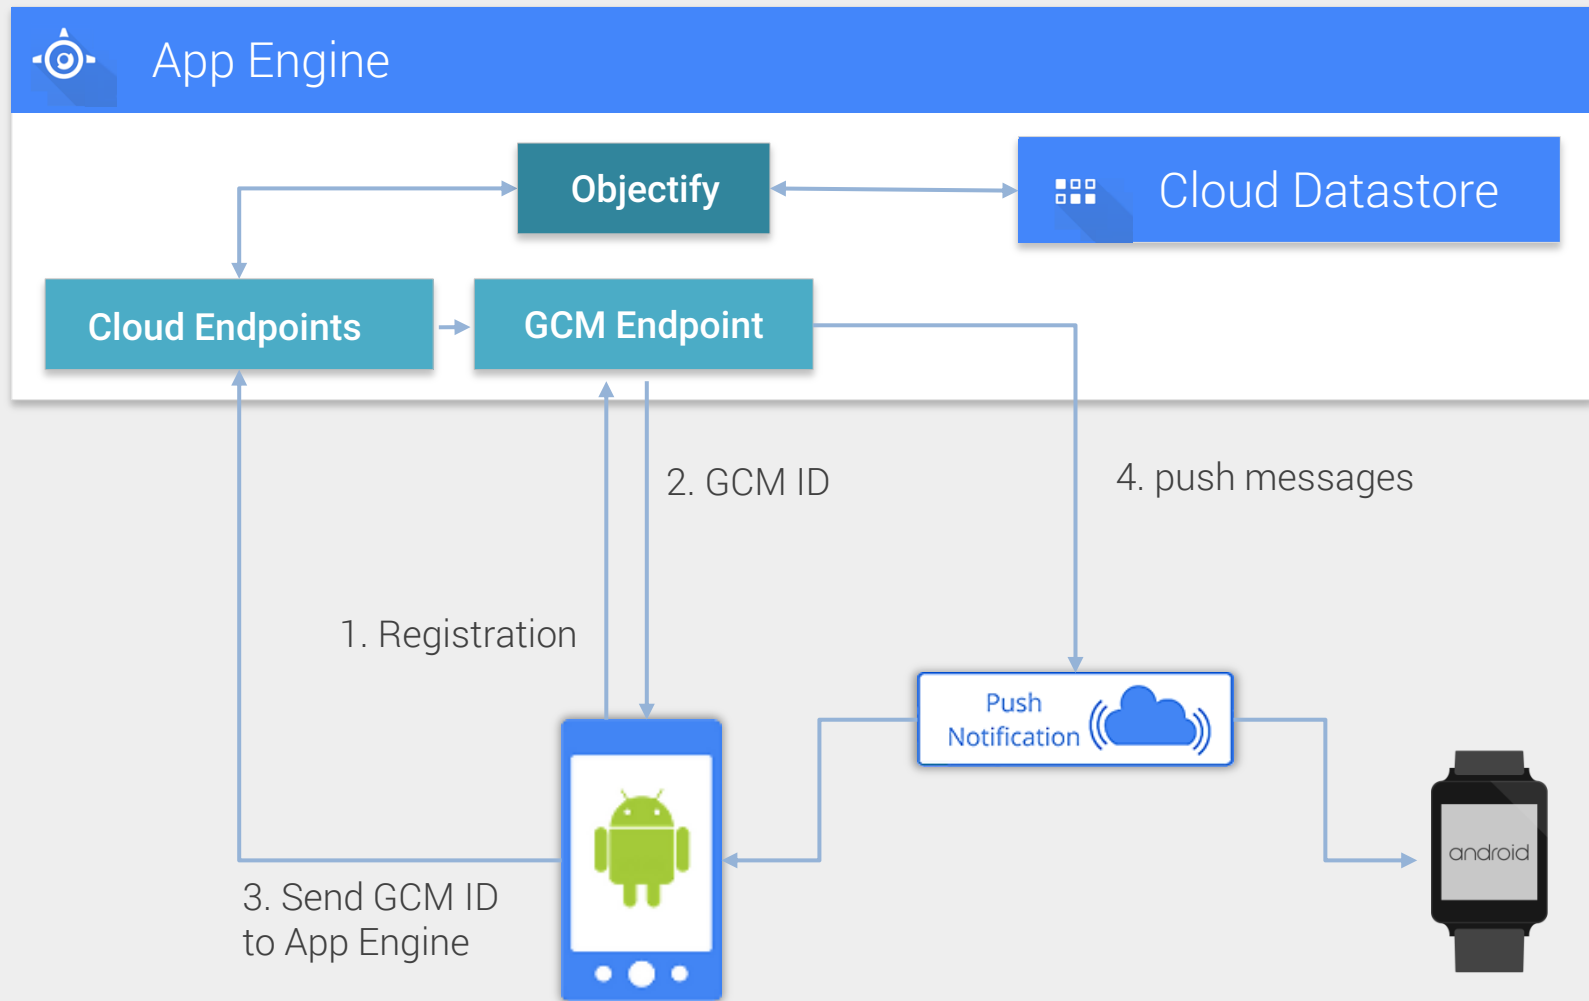 App Engine
Objectify
Cloud Datastore
Cloud Endpoints
GCM Endpoint
2. GCM ID
4. push messages
1. Registration
Push
Notification
android
3. Send GCM ID
to App Engine